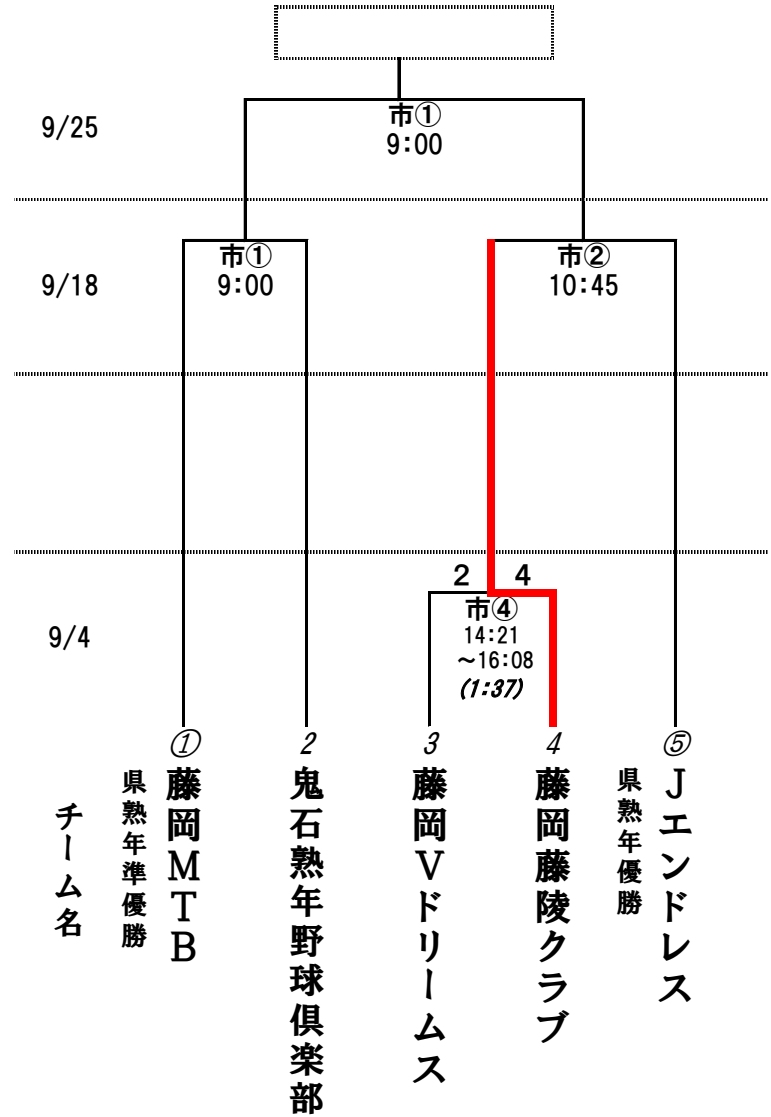 9/25
市①
9:00
9/18
市①
9:00
市②
10:45
9/4
2 4
市④
14:21
～16:08
(1:37)
① 2 3 4 ⑤
チーム名
県熟年準優勝
藤岡MTB
鬼石熟年野球倶楽部
藤岡Vドリームス
藤岡藤陵クラブ
県熟年優勝
Jエンドレス